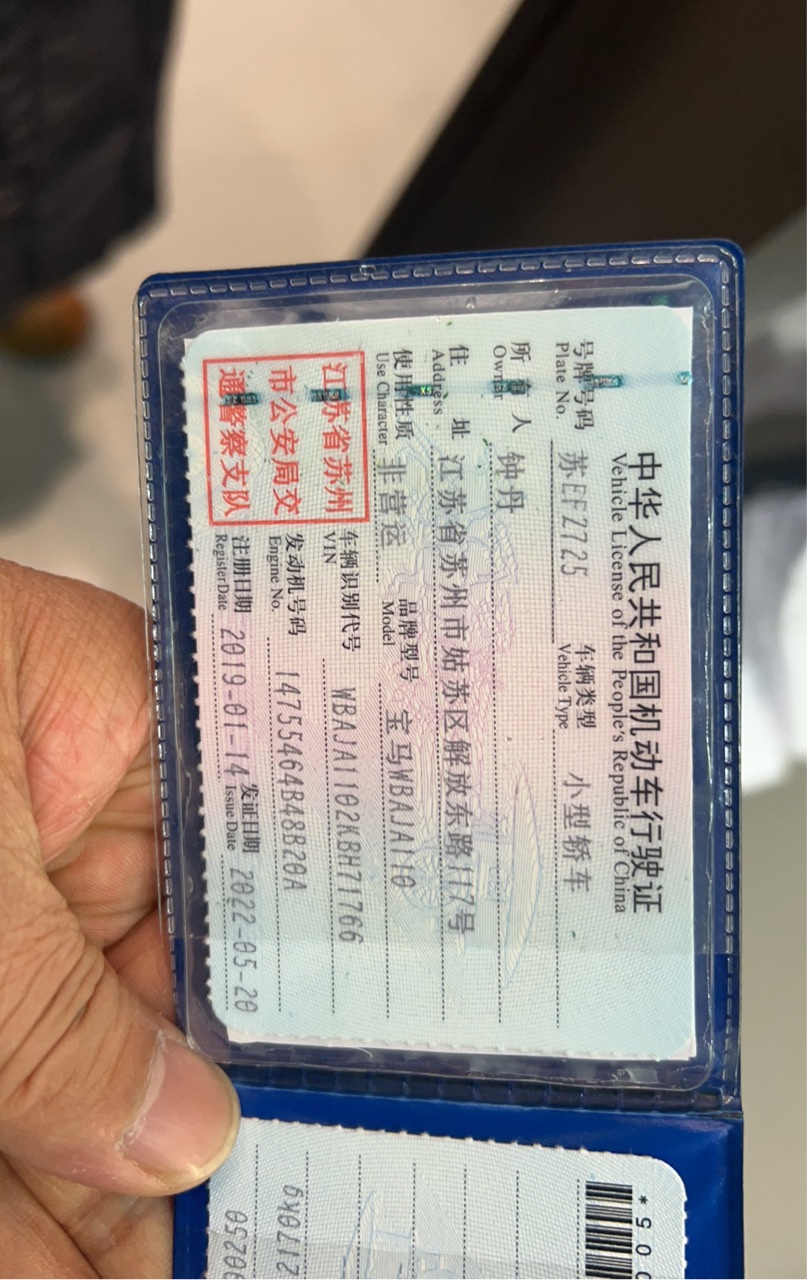 中华人民共和国机动车行驶证
Vehicle License of the People's Republic of China
号牌号码 苏EF2725 车辆类型 小型轿车
Plate No. Vehicle Type
所有人 钟丹
Owner
住址 江苏省苏州市姑苏区解放东路117号
Address
使用性质 非营运 品牌型号 宝马WBAJA110
Use Character Model
江苏省苏州
市公安局交
通警察支队
车辆识别代号 WBAJA1102KBH71766
VIN
发动机号码 14755464B48B20A
Engine No.
注册日期 2019-01-14 发证日期 2022-05-20
Register Date Issue Date